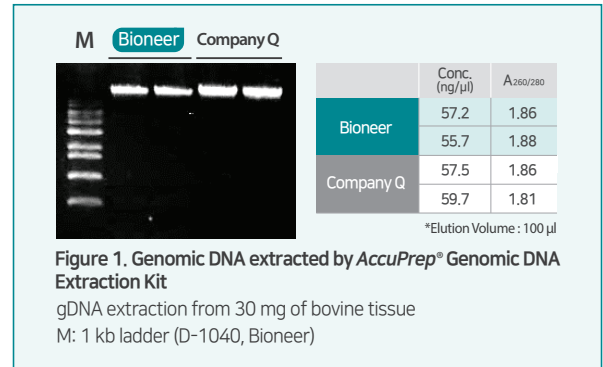 M Bioneer Company Q
Conc. (ng/μl) A260/280
Bioneer 57.2 1.86
55.7 1.88
Company Q 57.5 1.86
59.7 1.81
*Elution Volume : 100 μl
Figure 1. Genomic DNA extracted by AccuPrep® Genomic DNA
Extraction Kit
gDNA extraction from 30 mg of bovine tissue
M: 1 kb ladder (D-1040, Bioneer)